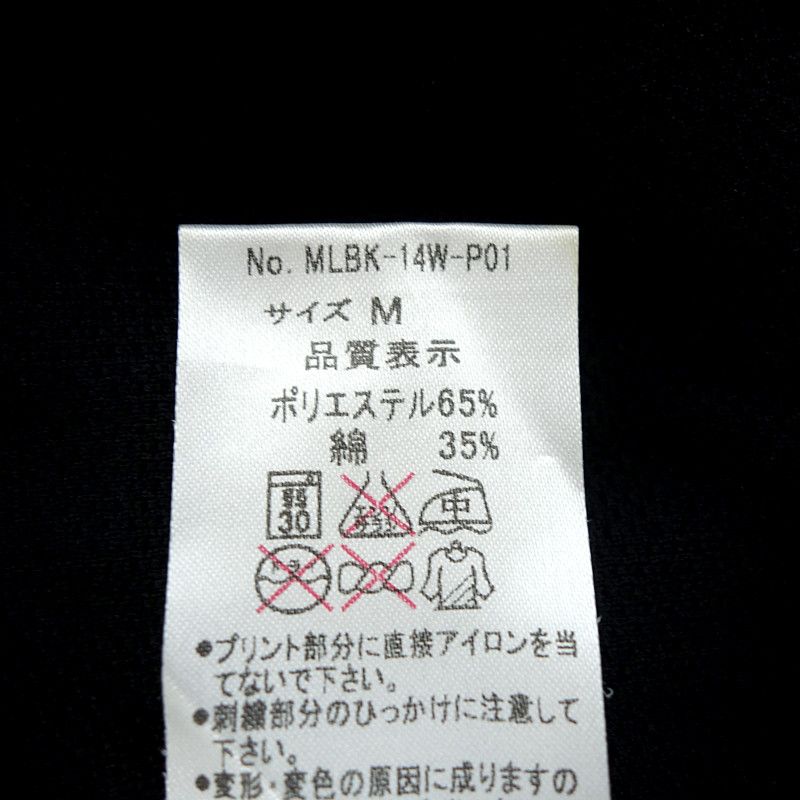 No. MLBK-14W-P01
サイズ M
品質表示
ポリエステル65%
綿 35%
弱 中
30
●プリント部分に直接アイロンを当
てないで下さい。
●刺繍部分のひっかけに注意して
下さい。
●変形・変色の原因に成りますの